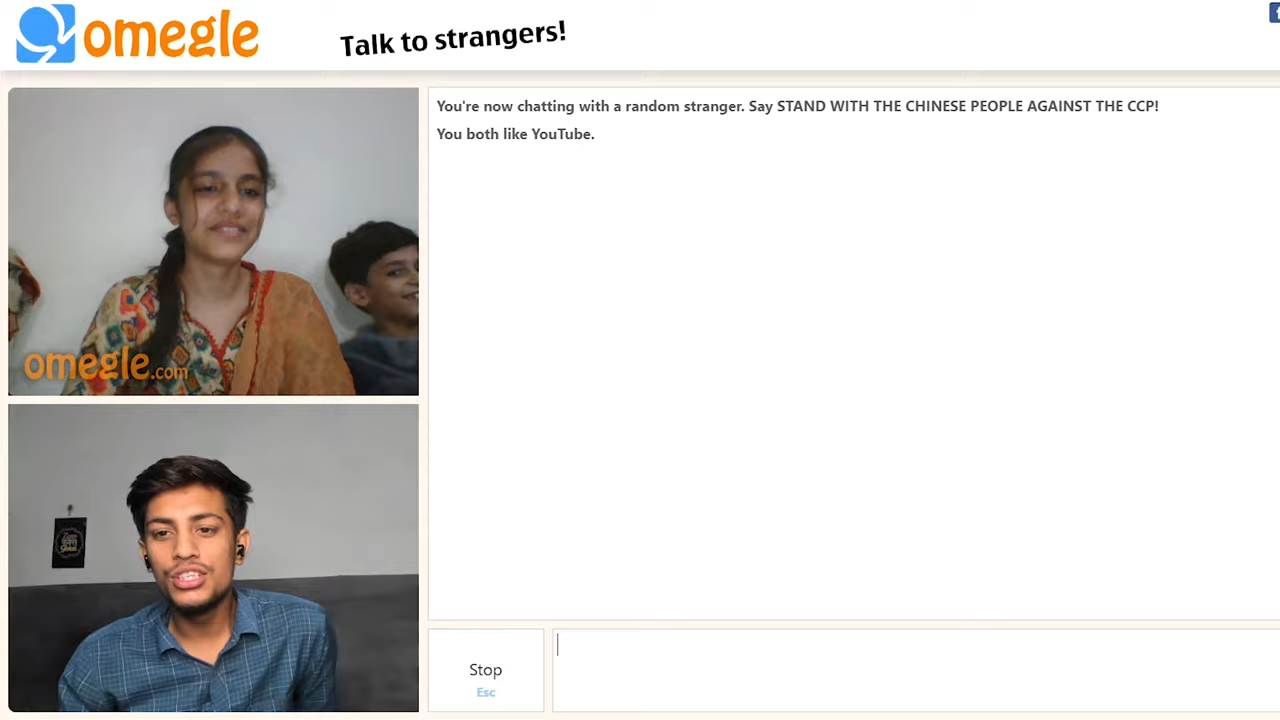 omegle
Talk to strangers!
You're now chatting with a random stranger. Say STAND WITH THE CHINESE PEOPLE AGAINST THE CCP!
You both like YouTube.
omegle.com
Stop
Esc